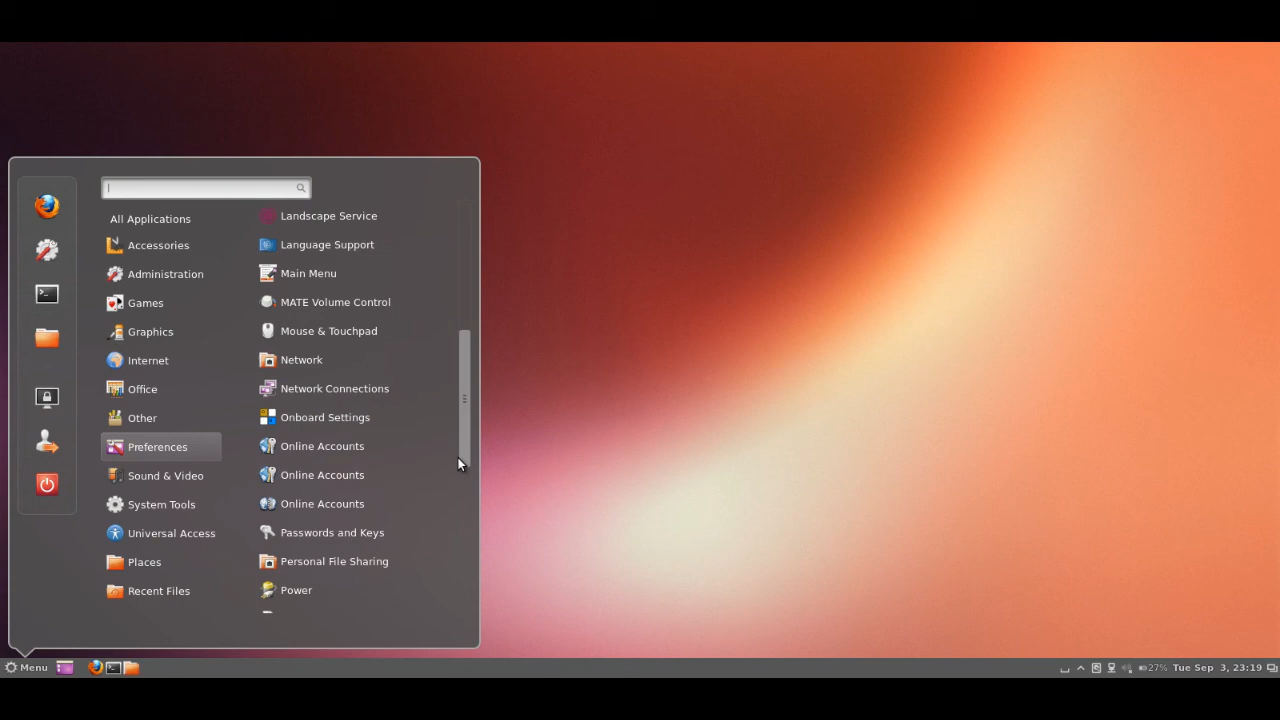 All Applications
Accessories
Administration
Games
Graphics
Internet
Office
Other
Preferences
Sound & Video
System Tools
Universal Access
Places
Recent Files
Landscape Service
Language Support
Main Menu
MATE Volume Control
Mouse & Touchpad
Network
Network Connections
Onboard Settings
Online Accounts
Online Accounts
Online Accounts
Passwords and Keys
Personal File Sharing
Power
Menu
27% Tue Sep 3, 23:19